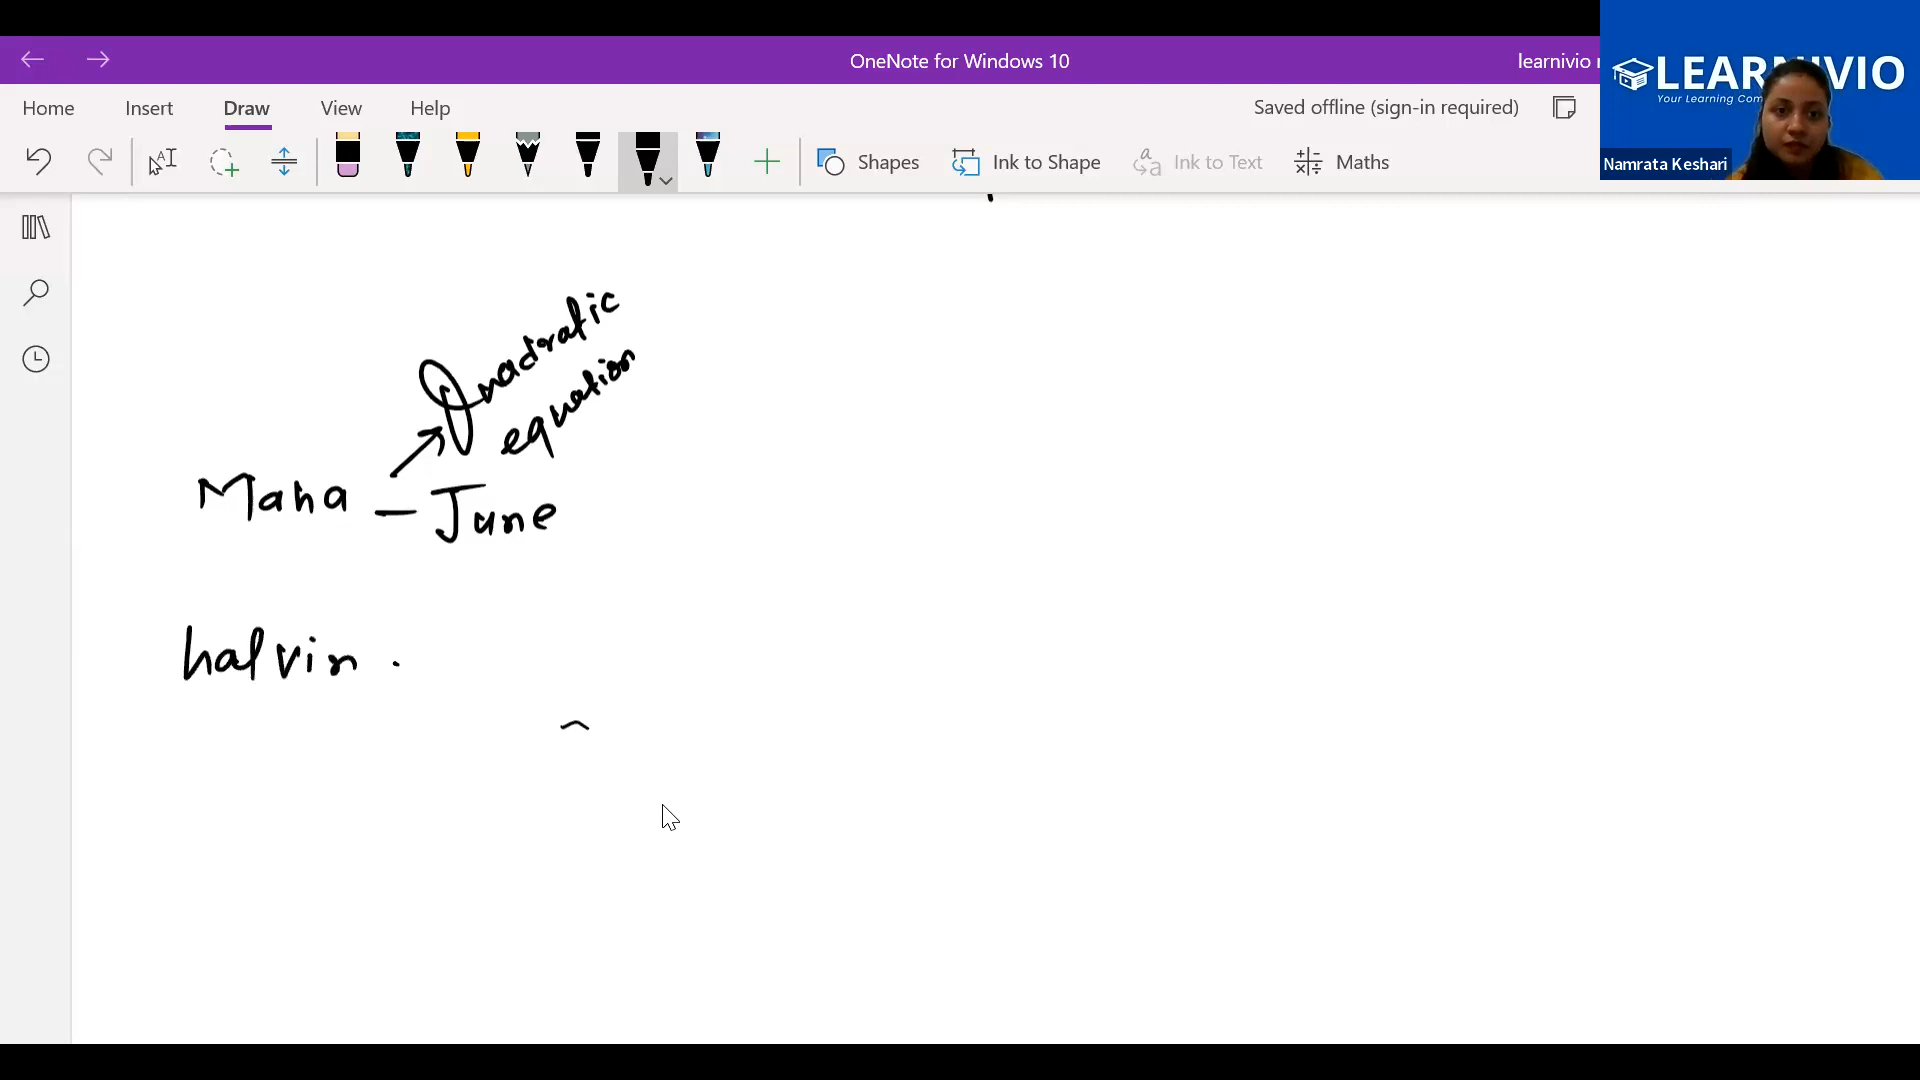 OneNote for Windows 10
learnivio
LEARNIVIO
Your Learning Com
Namrata Keshari
Home Insert Draw View Help
Saved offline (sign-in required)
Shapes Ink to Shape Ink to Text Maths
Quadratic
equation
Maha - June
halvin .